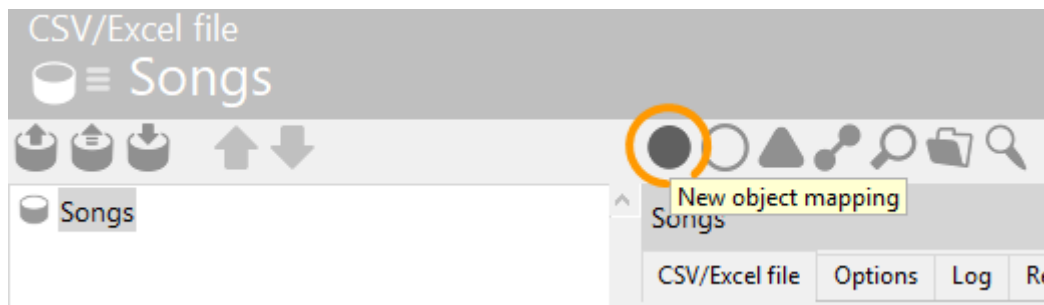 CSV/Excel file
Songs
New object mapping
Songs
Songs
CSV/Excel file Options Log